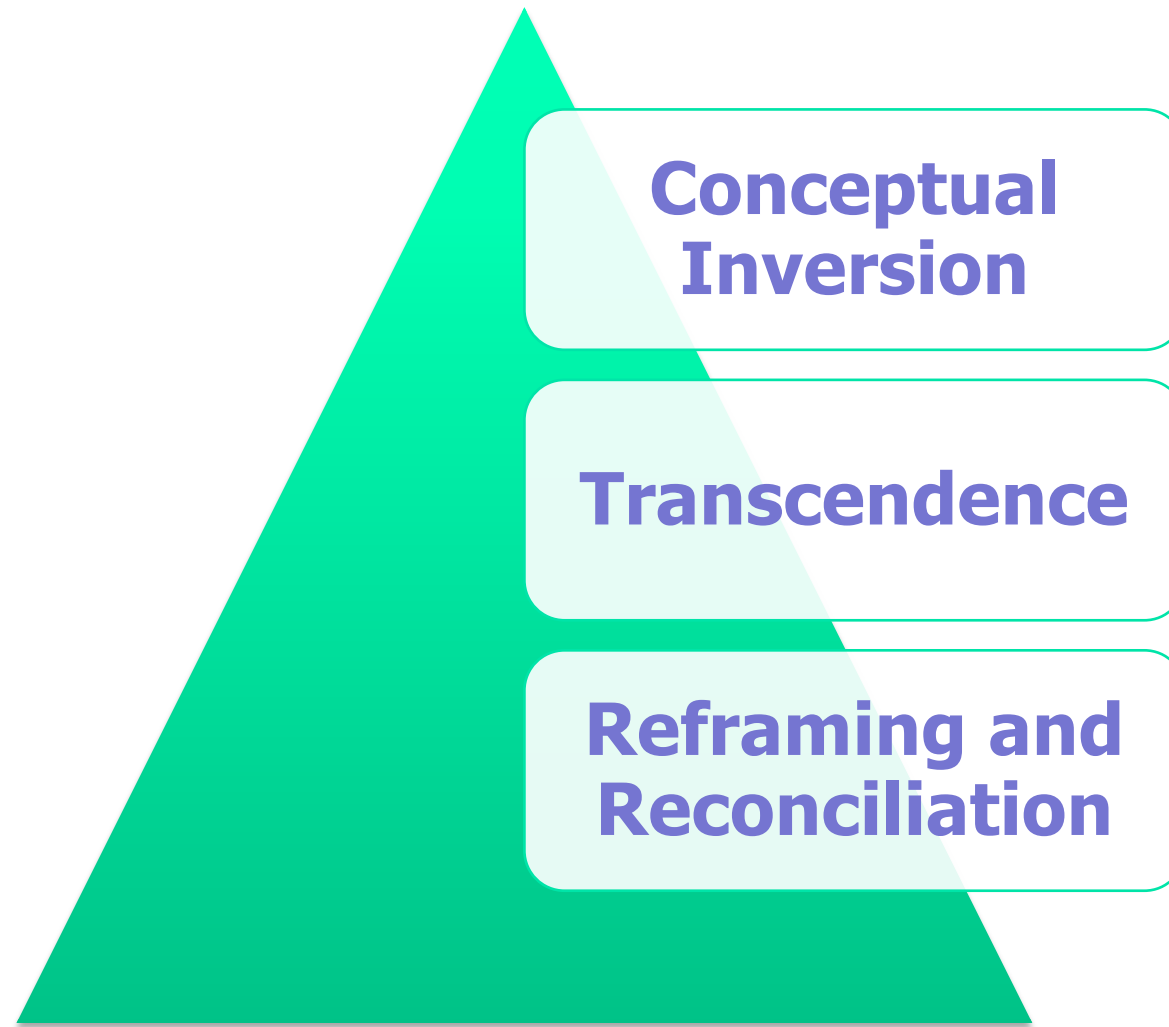 Conceptual
Inversion
Transcendence
Reframing and
Reconciliation